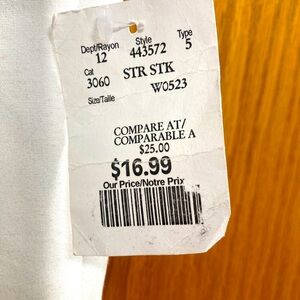 Dept/Rayon Style Type
12 443572 5
Cat STR STK
3060 W0523
Size/Taille
COMPARE AT/
COMPARABLE A
$25.00
$16.99
Our Price/Notre Prix